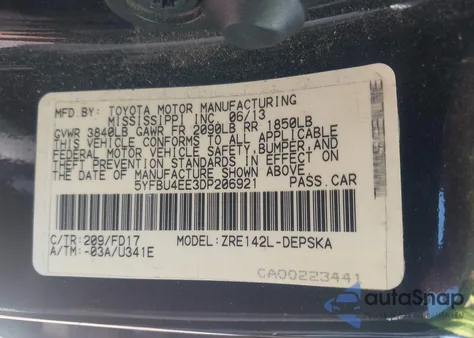 MFD.BY: TOYOTA MOTOR MANUFACTURING
MISSISSIPPI INC. 06/13
GVWR 3840LB GAWR FR 2090LB RR 1850LB
THIS VEHICLE CONFORMS TO ALL APPLICABLE
FEDERAL MOTOR VEHICLE SAFETY,BUMPER,AND
THEFT PREVENTION STANDARDS IN EFFECT ON
THE DATE OF MANUFACTURE SHOWN ABOVE.
5YFBU4EE3DP206921 PASS.CAR
C/TR:209/FD17 MODEL:ZRE142L-DEPSKA
A/TM:-03A/U341E
CA00223441
autoSnap